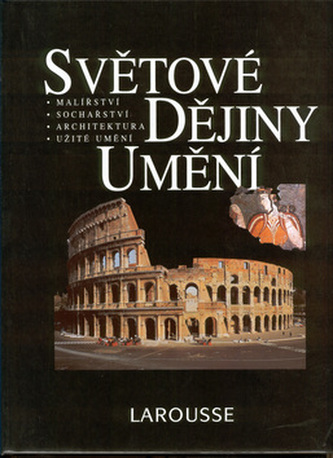 SVĚTOVÉ
• MALÍŘSTVÍ
• SOCHAŘSTVÍ
• ARCHITEKTURA
• UŽITÉ UMĚNÍ
DĚJINY
UMĚNÍ
LAROUSSE